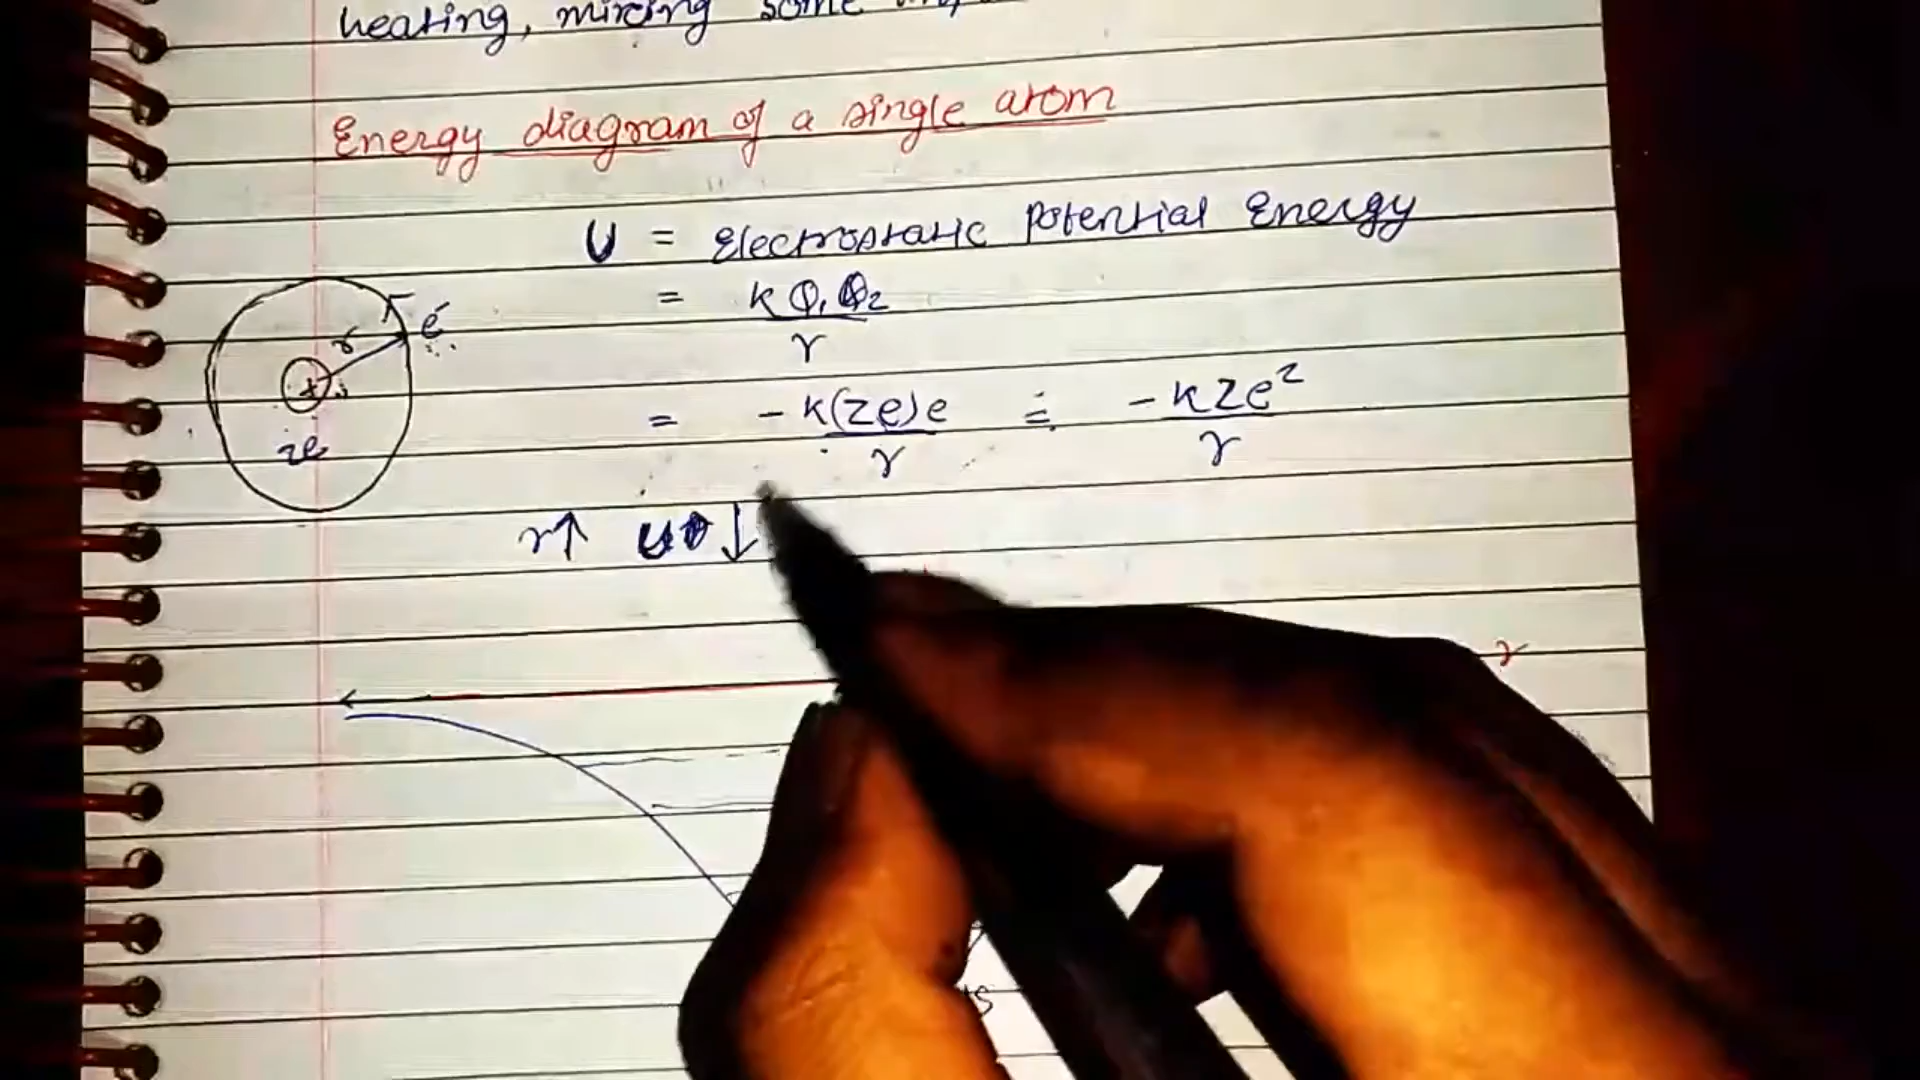 heating, mixing some
Energy diagram of a single atom
U = Electrostatic Potential Energy
= kQ₁Q₂
r
= -k(ze)e = -kze²
r r
r e⁻
+
ze
r↑ U ↓
r